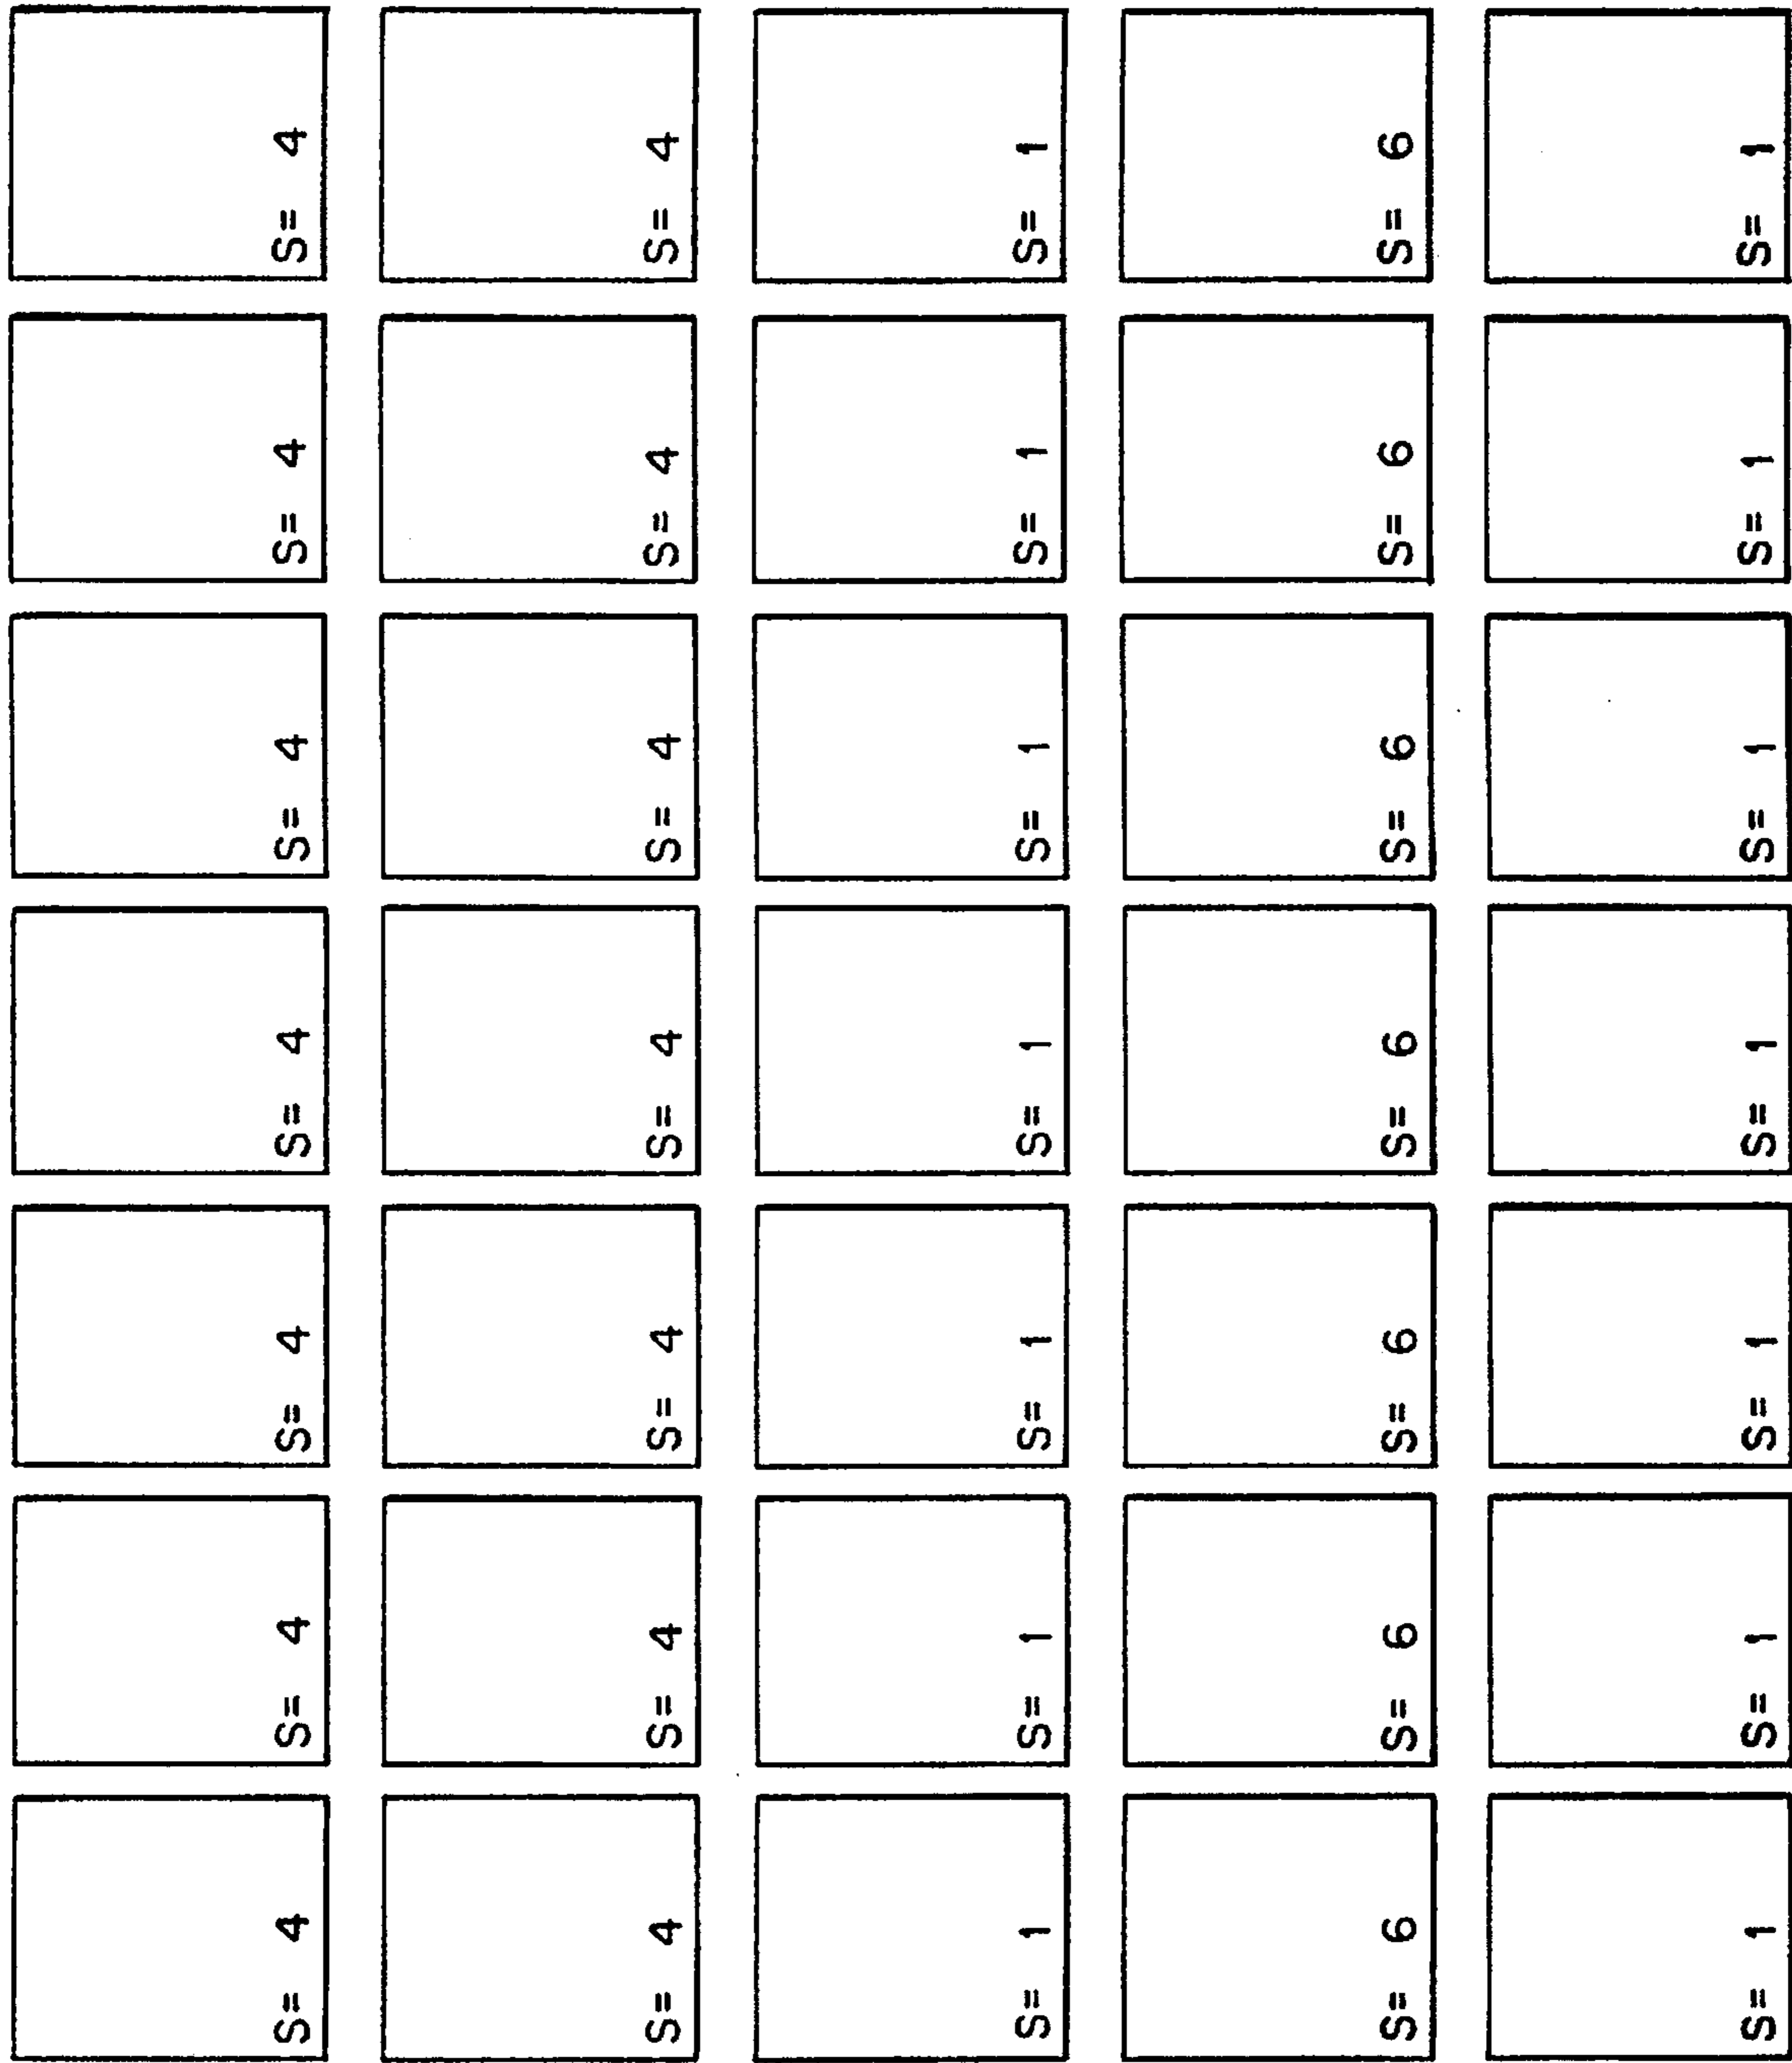 S= 4 S= 4 S= 4 S= 4 S= 4 S= 4 S= 4
S= 4 S= 4 S= 4 S= 4 S= 4 S= 4 S= 4
S= 1 S= 1 S= 1 S= 1 S= 1 S= 1 S= 1
S= 6 S= 6 S= 6 S= 6 S= 6 S= 6 S= 6
S= 1 S= 1 S= 1 S= 1 S= 1 S= 1 S= 1